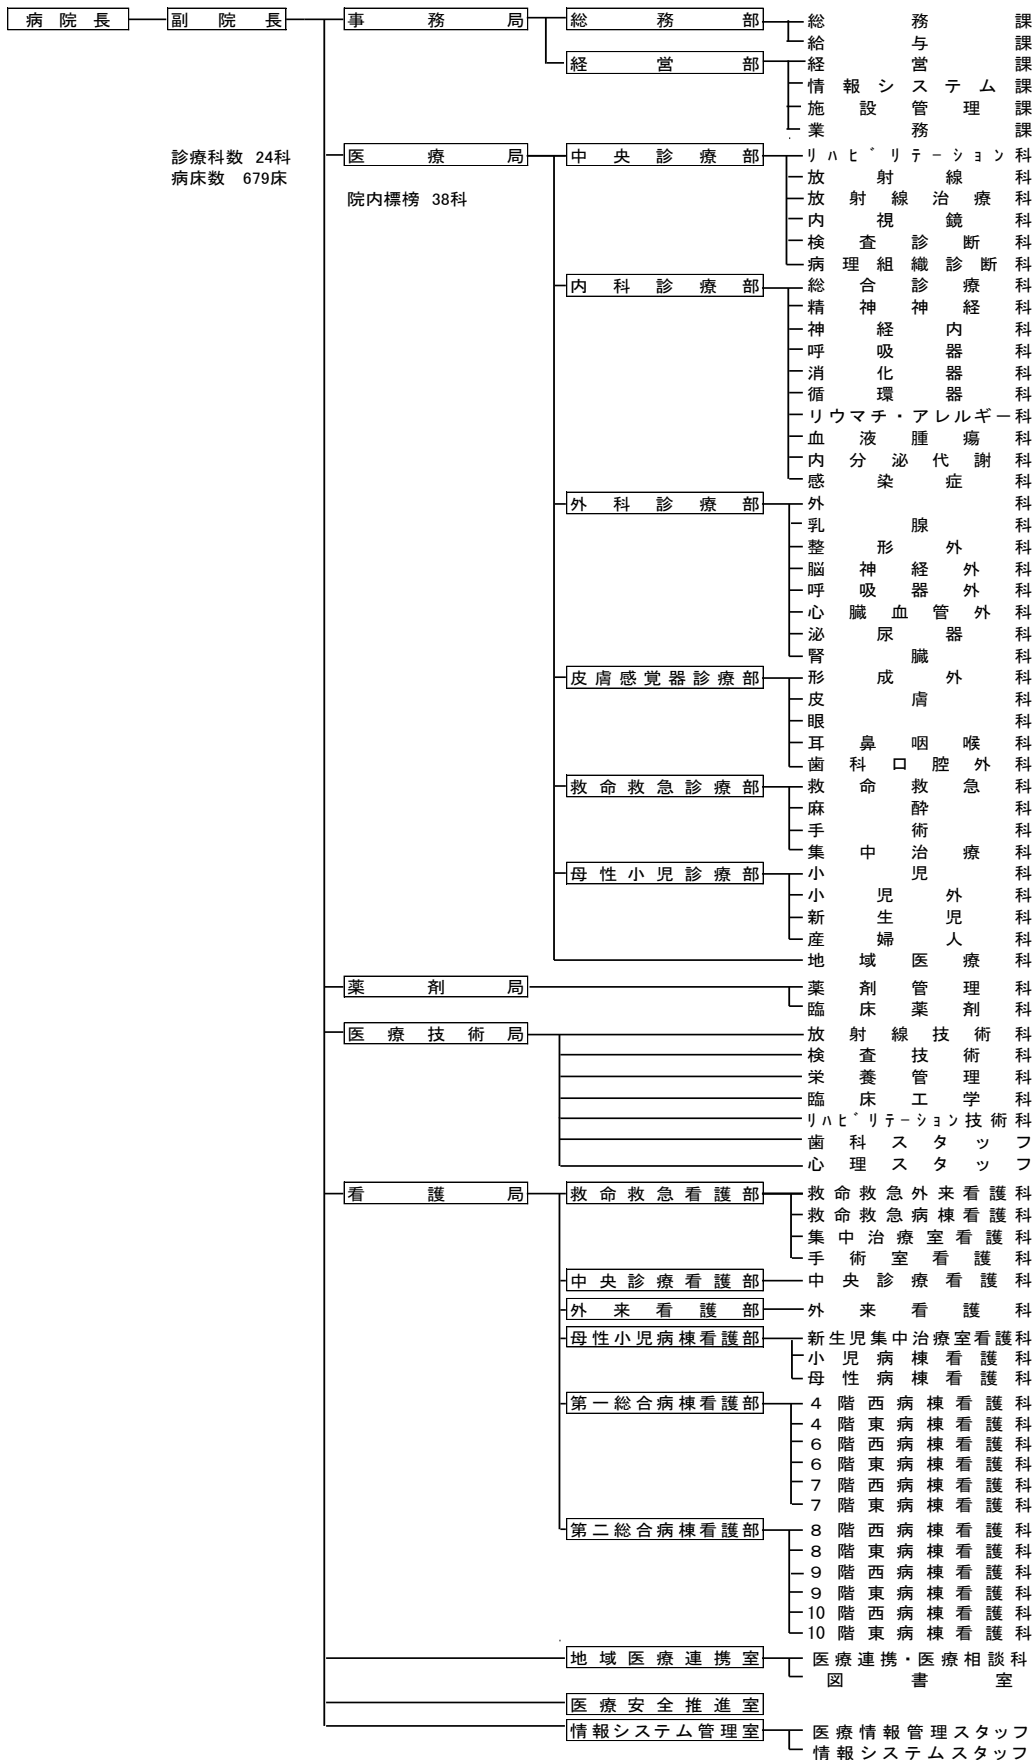 病院長 副院長 事務局 総務部 総務課
給与課
経営部 経営課
情報システム課
施設管理課
業務課
診療科数 24科 医療局 中央診療部 リハビリテーション科
病床数 679床 放射線科
院内標榜 38科 放射線治療科
内視鏡科
検査診断科
病理組織診断科
内科診療部 総合診療科
精神神経科
神経内科
呼吸器科
消化器科
循環器科
リウマチ・アレルギー科
血液腫瘍科
内分泌代謝科
感染症科
外科診療部 外科
乳腺科
整形外科
脳神経外科
呼吸器外科
心臓血管外科
泌尿器科
腎臓科
皮膚感覚器診療部 形成外科
皮膚科
眼科
耳鼻咽喉科
歯科口腔外科
救命救急診療部 救命救急科
麻酔科
手術科
集中治療科
母性小児診療部 小児科
小児外科
新生児科
産婦人科
地域医療科
薬剤局 薬剤管理科
臨床薬剤科
医療技術局 放射線技術科
検査技術科
栄養管理科
臨床工学科
リハビリテーション技術科
歯科スタッフ
心理スタッフ
看護局 救命救急看護部 救命救急外来看護科
救命救急病棟看護科
集中治療室看護科
手術室看護科
中央診療看護部 中央診療看護科
外来看護部 外来看護科
母性小児病棟看護部 新生児集中治療室看護科
小児病棟看護科
母性病棟看護科
第一総合病棟看護部 4階西病棟看護科
4階東病棟看護科
6階西病棟看護科
6階東病棟看護科
7階西病棟看護科
7階東病棟看護科
第二総合病棟看護部 8階西病棟看護科
8階東病棟看護科
9階西病棟看護科
9階東病棟看護科
10階西病棟看護科
10階東病棟看護科
地域医療連携室 医療連携・医療相談科
図書室
医療安全推進室
情報システム管理室 医療情報管理スタッフ
情報システムスタッフ